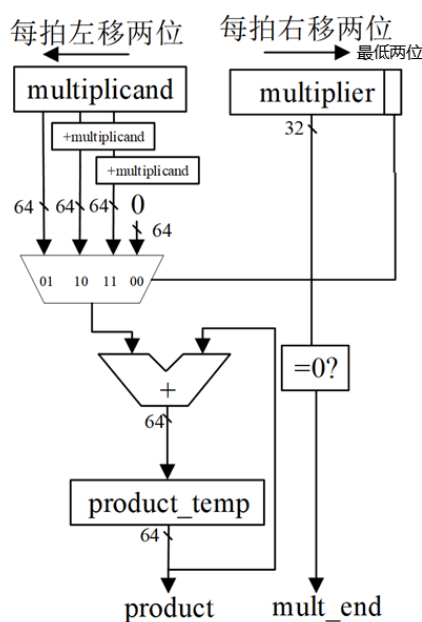 每拍左移两位
每拍右移两位
最低两位
multiplicand
multiplier
+multiplicand
+multiplicand
32
64
64
64
0
64
01 10 11 00
=0?
+
64
product_temp
64
product
mult_end